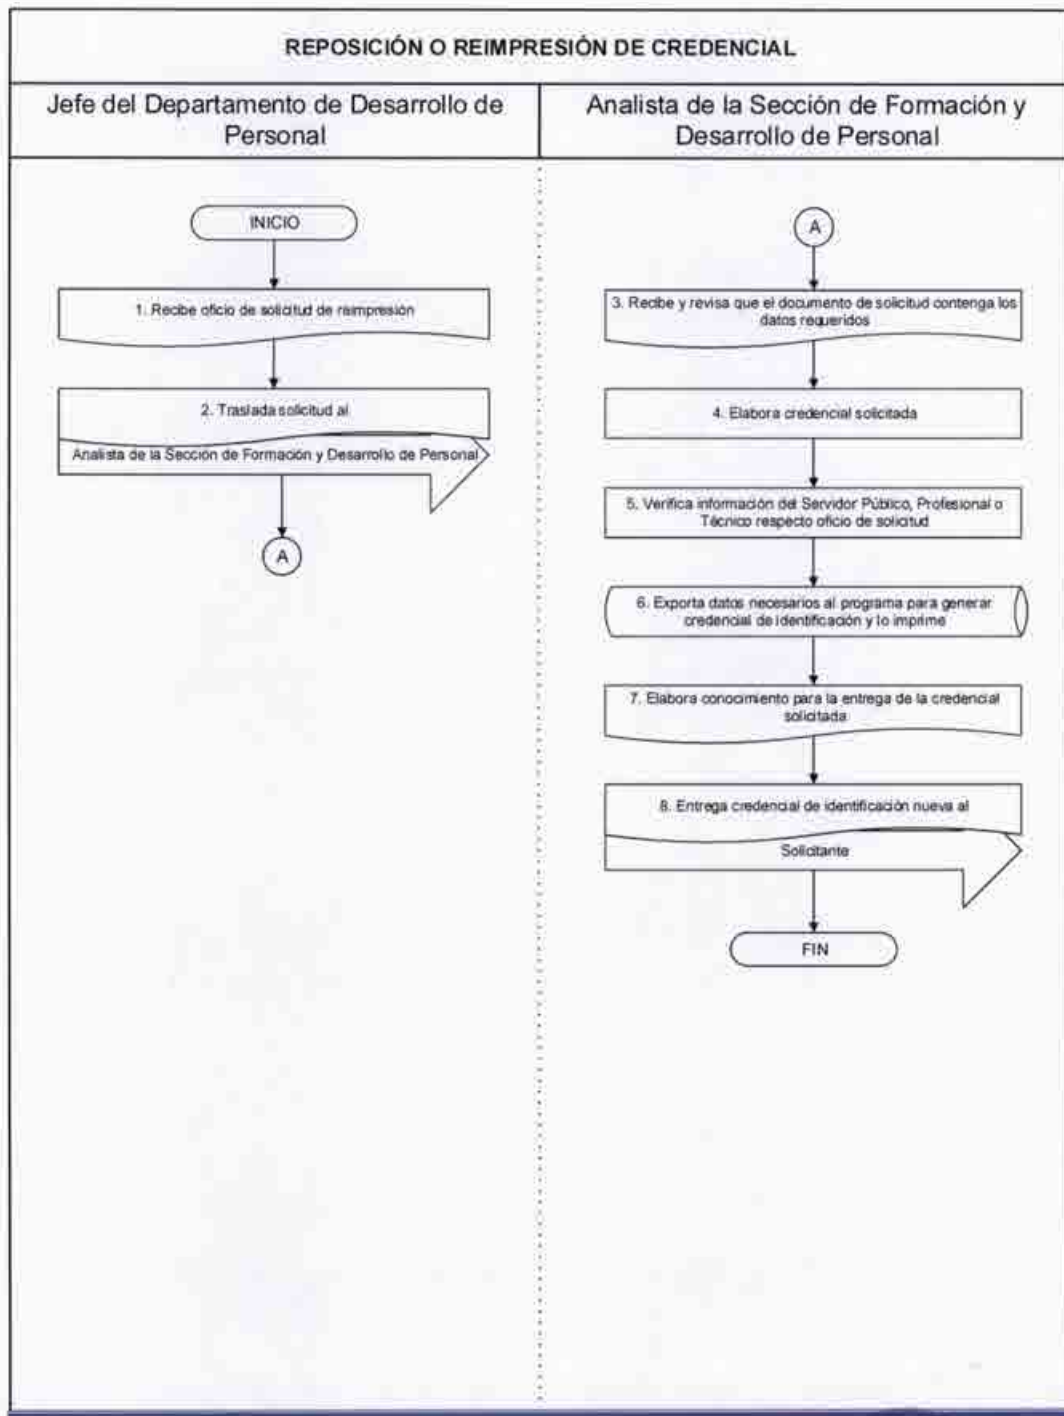 REPOSICIÓN O REIMPRESIÓN DE CREDENCIAL
Jefe del Departamento de Desarrollo de
Personal
INICIO
1. Recibe oficio de solicitud de reimpresión
2. Traslada solicitud al
Analista de la Sección de Formación y Desarrollo de Personal
A
Analista de la Sección de Formación y
Desarrollo de Personal
A
3. Recibe y revisa que el documento de solicitud contenga los
datos requeridos
4. Elabora credencial solicitada
5. Verifica información del Servidor Público, Profesional o
Técnico respecto oficio de solicitud
6. Exporta datos necesarios al programa para generar
credencial de identificación y lo imprime
7. Elabora conocimiento para la entrega de la credencial
solicitada
8. Entrega credencial de identificación nueva al
Solicitante
FIN